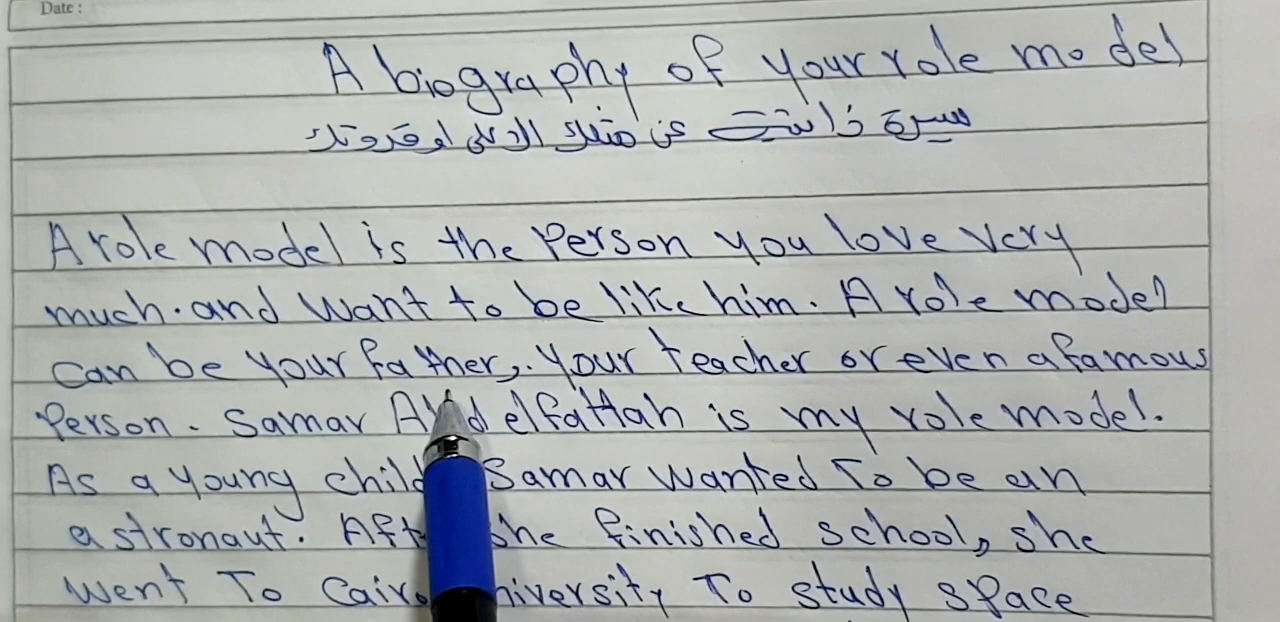 Date :
A biography of your role model
سيرة ذاتية عن مثلك الاعلى او قدوتك
A role model is the Person you love very
much. and want to be like him. A role model
can be your father, your teacher or even a famous
Person. Samar Abdelfattah is my role model.
As a young child Samar wanted To be an
astronaut. After she finished school, she
went To Cairo University To study space